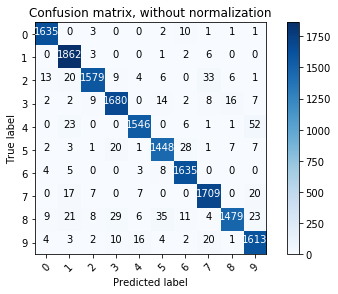 Confusion matrix, without normalization
0 1635 0 3 0 0 2 10 1 1 1
1 0 1862 3 0 0 1 2 6 0 0
2 13 20 1579 9 4 6 0 33 6 1
3 2 2 9 1680 0 14 2 8 16 7
4 0 23 0 0 1546 0 6 1 1 52
5 2 3 1 20 1 1448 28 1 7 7
6 4 5 0 0 3 8 1635 0 0 0
7 0 17 7 0 7 0 0 1709 0 20
8 9 21 8 29 6 35 11 4 1479 23
9 4 3 2 10 16 4 2 20 1 1613
0 1 2 3 4 5 6 7 8 9
True label
Predicted label
1750
1500
1250
1000
750
500
250
0